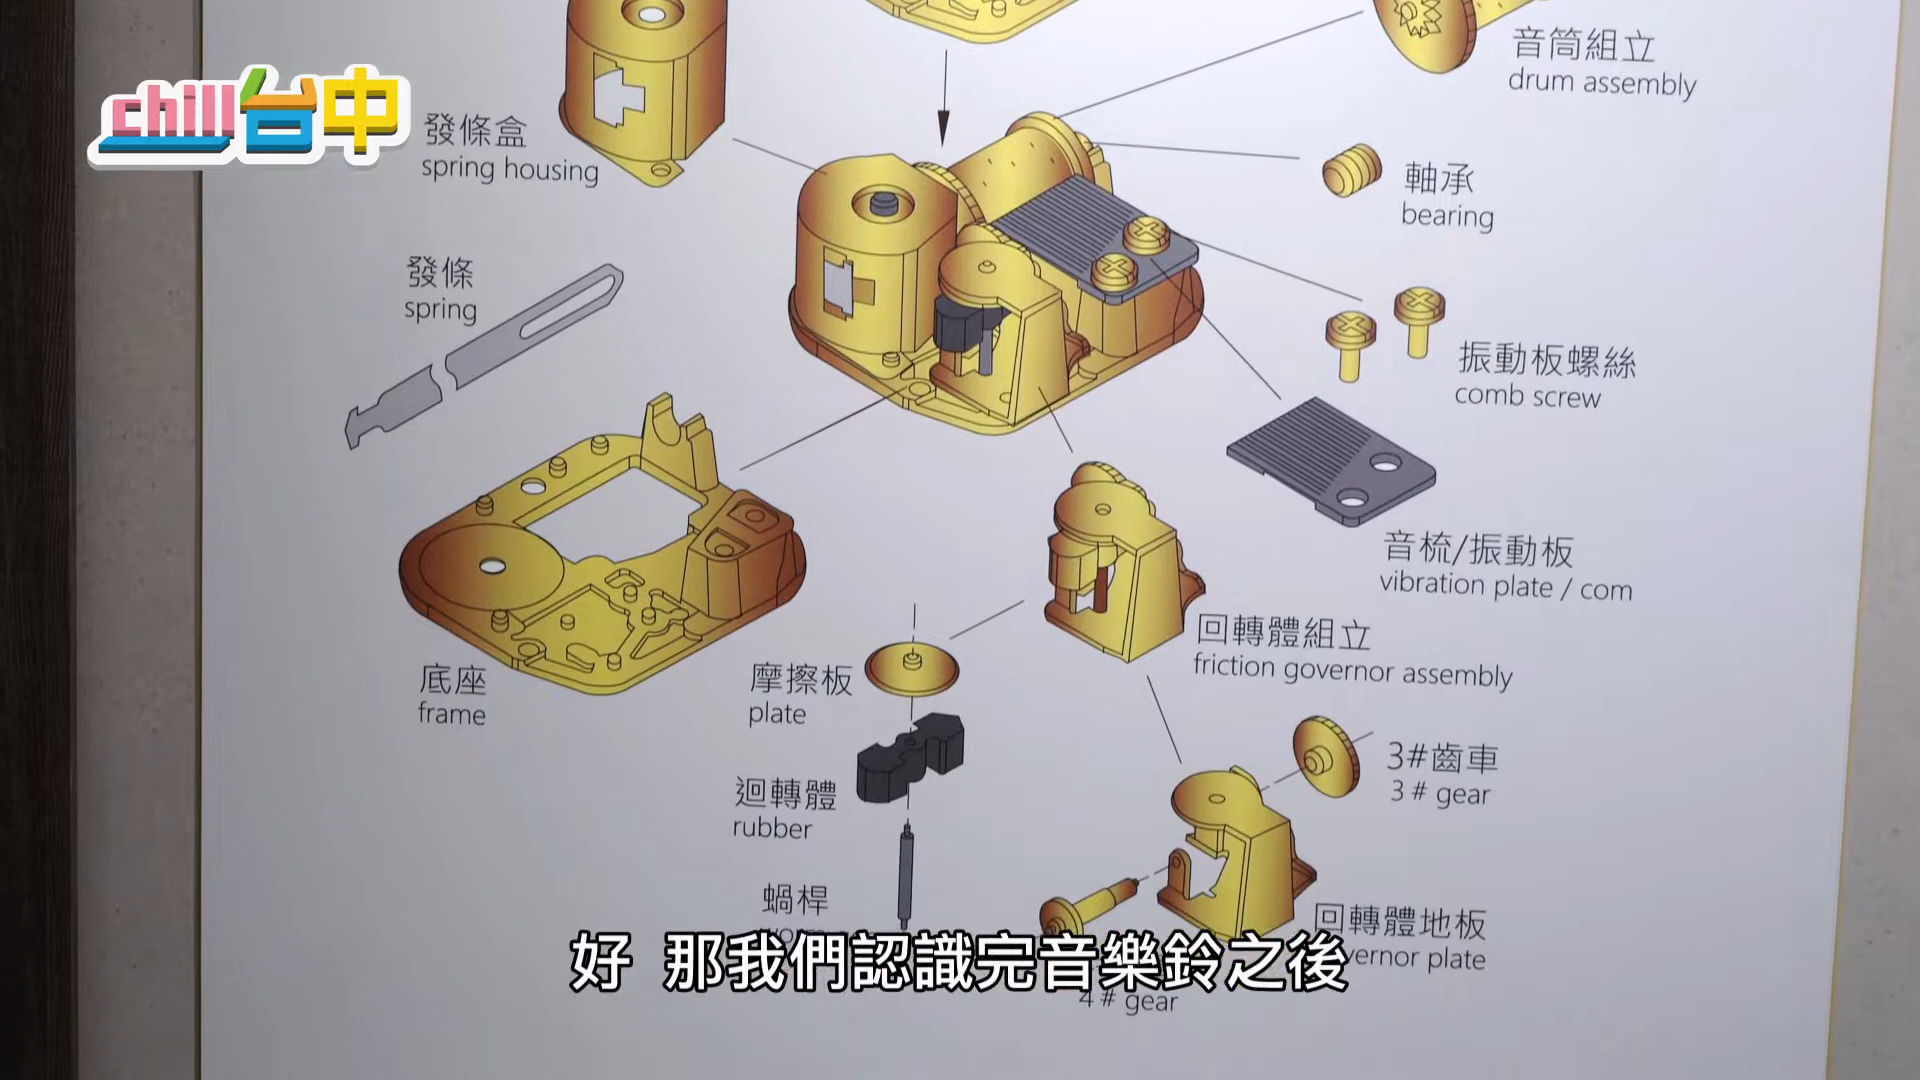 chill台中
音筒組立
drum assembly
發條盒
spring housing
軸承
bearing
發條
spring
振動板螺絲
comb screw
音梳/振動板
vibration plate / com
回轉體組立
friction governor assembly
底座
frame
摩擦板
plate
3#齒車
3 # gear
迴轉體
rubber
蝸桿
回轉體地板
vernor plate
好 那我們認識完音樂鈴之後
4 # gear